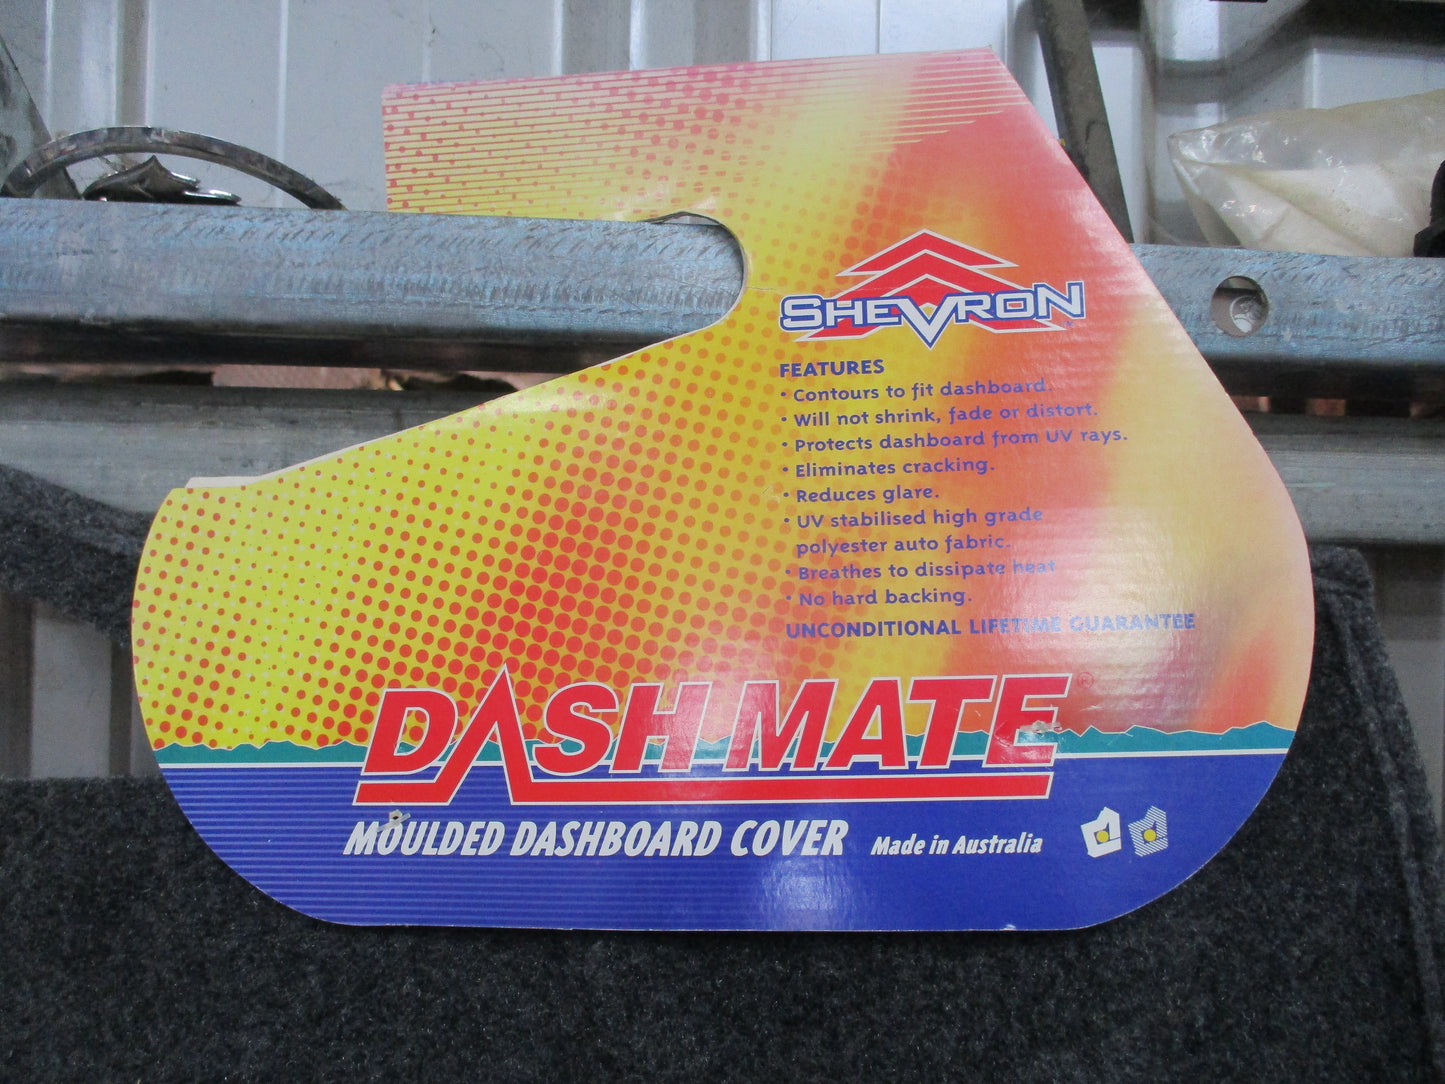 SHEVRON
FEATURES
• Contours to fit dashboard.
• Will not shrink, fade or distort.
• Protects dashboard from UV rays.
• Eliminates cracking.
• Reduces glare.
• UV stabilised high grade
polyester auto fabric.
• Breathes to dissipate heat
• No hard backing.
UNCONDITIONAL LIFETIME GUARANTEE
DASH MATE®
MOULDED DASHBOARD COVER Made in Australia